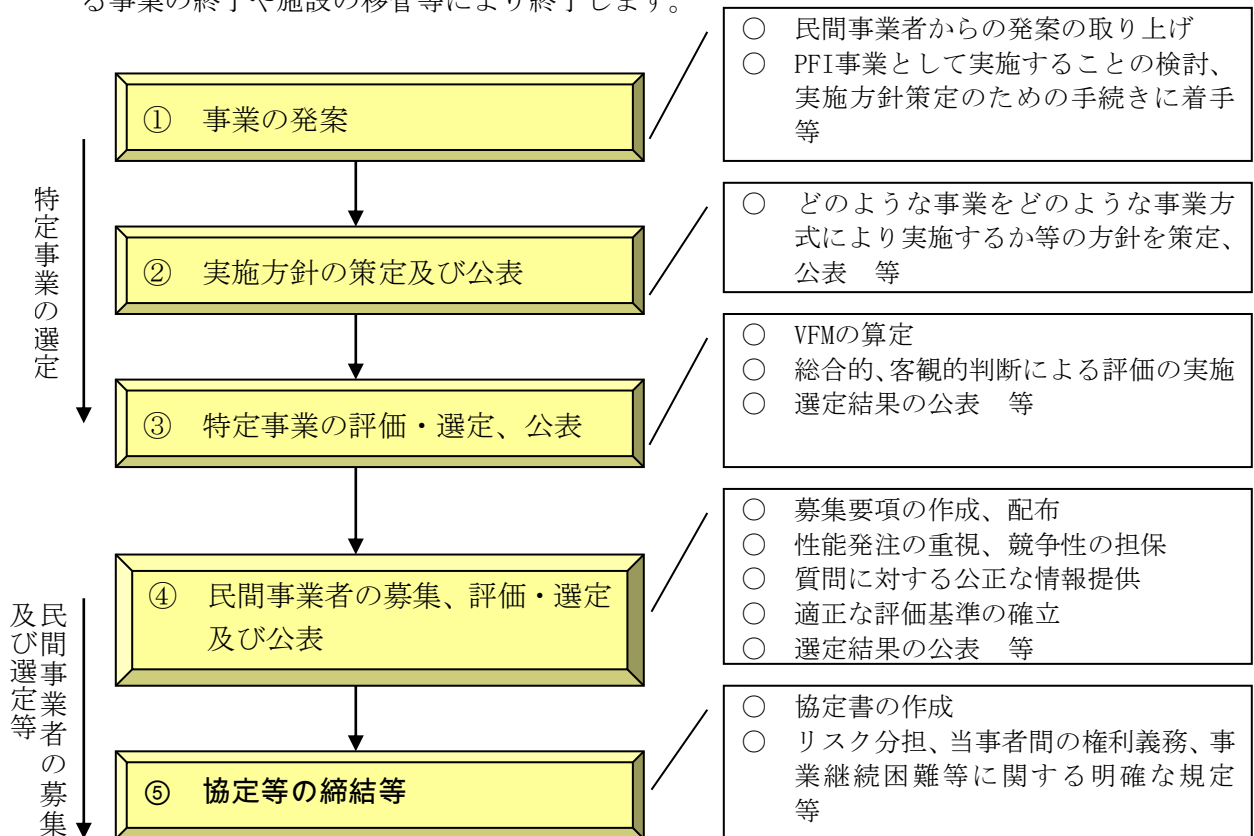 る事業の終了や施設の移管等により終了します。
① 事業の発案
○ 民間事業者からの発案の取り上げ
○ PFI事業として実施することの検討、
実施方針策定のための手続きに着手
等
特定事業の選定
② 実施方針の策定及び公表
○ どのような事業をどのような事業方
式により実施するか等の方針を策定、
公表 等
③ 特定事業の評価・選定、公表
○ VFMの算定
○ 総合的、客観的判断による評価の実施
○ 選定結果の公表 等
④ 民間事業者の募集、評価・選定
及び公表
○ 募集要項の作成、配布
○ 性能発注の重視、競争性の担保
○ 質問に対する公正な情報提供
○ 適正な評価基準の確立
○ 選定結果の公表 等
民間事業者の募集
及び選定等
⑤ 協定等の締結等
○ 協定書の作成
○ リスク分担、当事者間の権利義務、事
業継続困難等に関する明確な規定
等